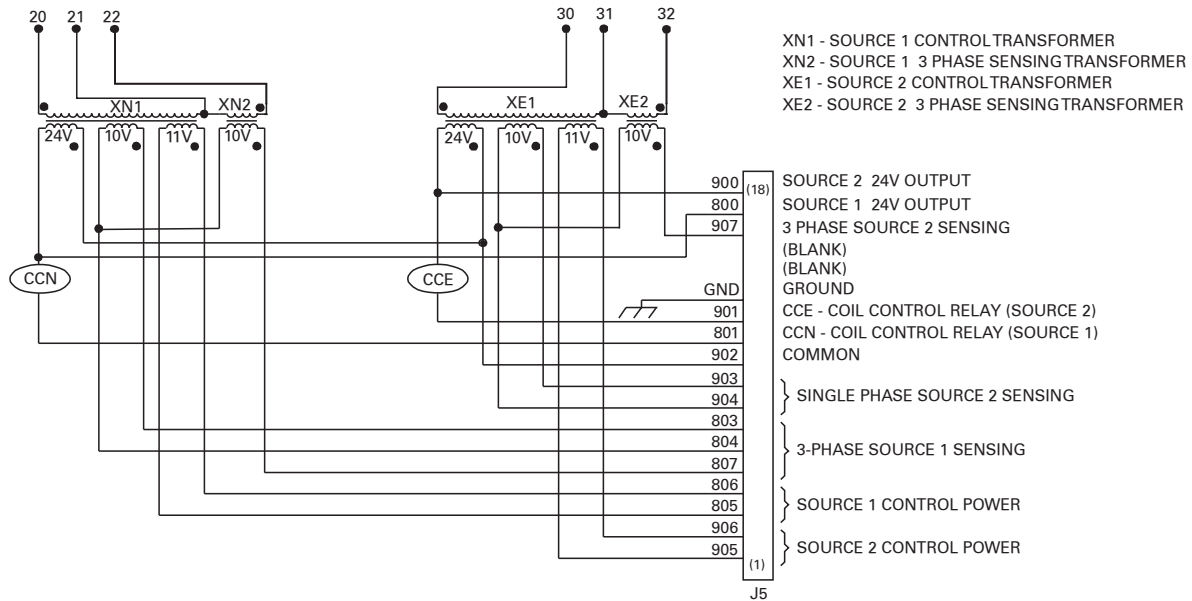 20 21 22 30 31 32
XN1 - SOURCE 1 CONTROL TRANSFORMER
XN2 - SOURCE 1 3 PHASE SENSING TRANSFORMER
XE1 - SOURCE 2 CONTROL TRANSFORMER
XE2 - SOURCE 2 3 PHASE SENSING TRANSFORMER
XN1 XN2 XE1 XE2
24V 10V 11V 10V 24V 10V 11V 10V
900 (18) SOURCE 2 24V OUTPUT
800 SOURCE 1 24V OUTPUT
907 3 PHASE SOURCE 2 SENSING
(BLANK)
(BLANK)
CCN CCE
GND GROUND
901 CCE - COIL CONTROL RELAY (SOURCE 2)
801 CCN - COIL CONTROL RELAY (SOURCE 1)
902 COMMON
903
904 SINGLE PHASE SOURCE 2 SENSING
803
804 3-PHASE SOURCE 1 SENSING
807
806
805 SOURCE 1 CONTROL POWER
906
905 SOURCE 2 CONTROL POWER
(1)
J5